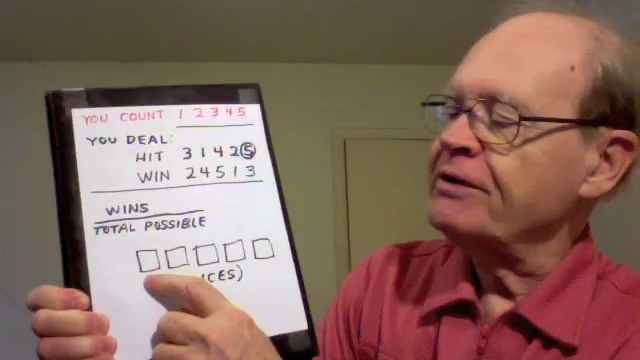 YOU COUNT: 1 2 3 4 5
YOU DEAL:
HIT 3 1 4 2 5
WIN 2 4 5 1 3
WINS
TOTAL POSSIBLE